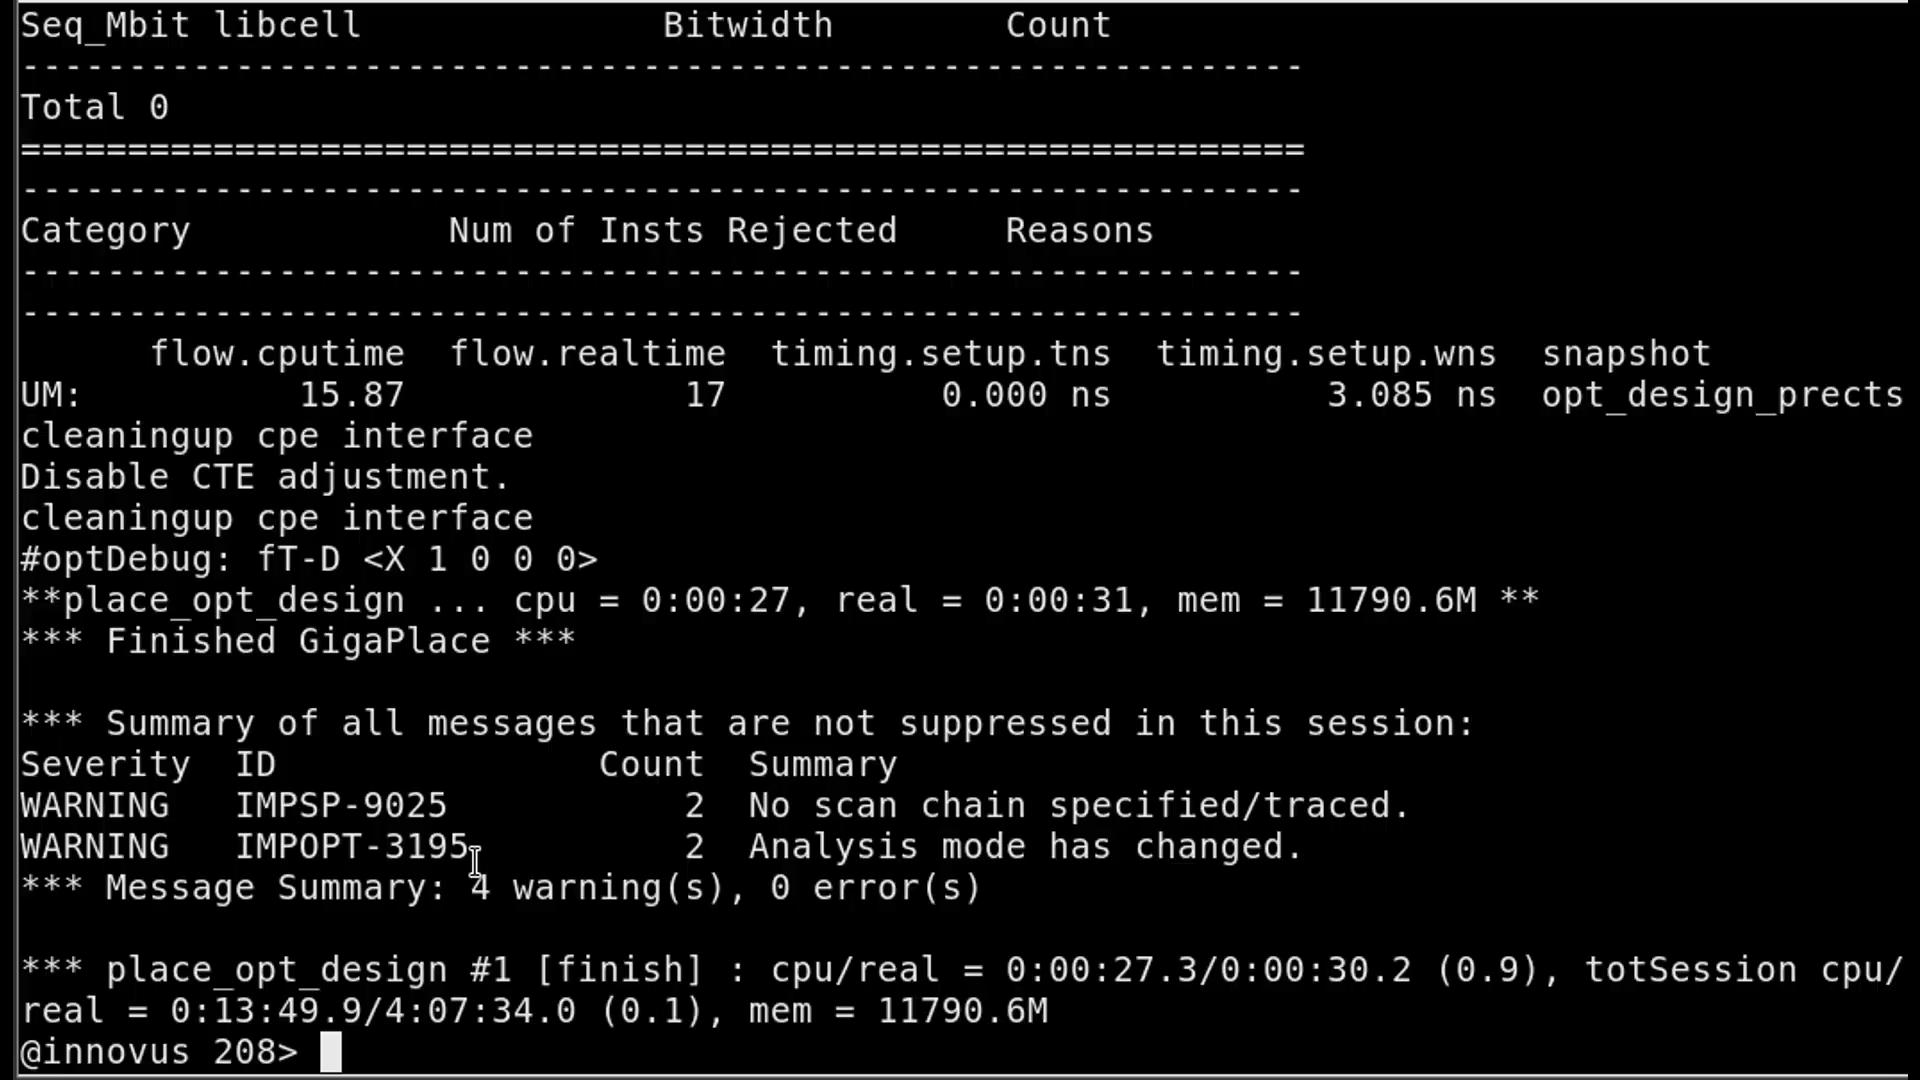 Seq_Mbit libcell Bitwidth Count
------------------------------------------------------------
Total 0
============================================================
------------------------------------------------------------
Category Num of Insts Rejected Reasons
------------------------------------------------------------
------------------------------------------------------------
flow.cputime flow.realtime timing.setup.tns timing.setup.wns snapshot
UM: 15.87 17 0.000 ns 3.085 ns opt_design_prects
cleaningup cpe interface
Disable CTE adjustment.
cleaningup cpe interface
#optDebug: fT-D <X 1 0 0 0>
**place_opt_design ... cpu = 0:00:27, real = 0:00:31, mem = 11790.6M **
*** Finished GigaPlace ***
*** Summary of all messages that are not suppressed in this session:
Severity ID Count Summary
WARNING IMPSP-9025 2 No scan chain specified/traced.
WARNING IMPOPT-3195 2 Analysis mode has changed.
*** Message Summary: 4 warning(s), 0 error(s)
*** place_opt_design #1 [finish] : cpu/real = 0:00:27.3/0:00:30.2 (0.9), totSession cpu/
real = 0:13:49.9/4:07:34.0 (0.1), mem = 11790.6M
@innovus 208>